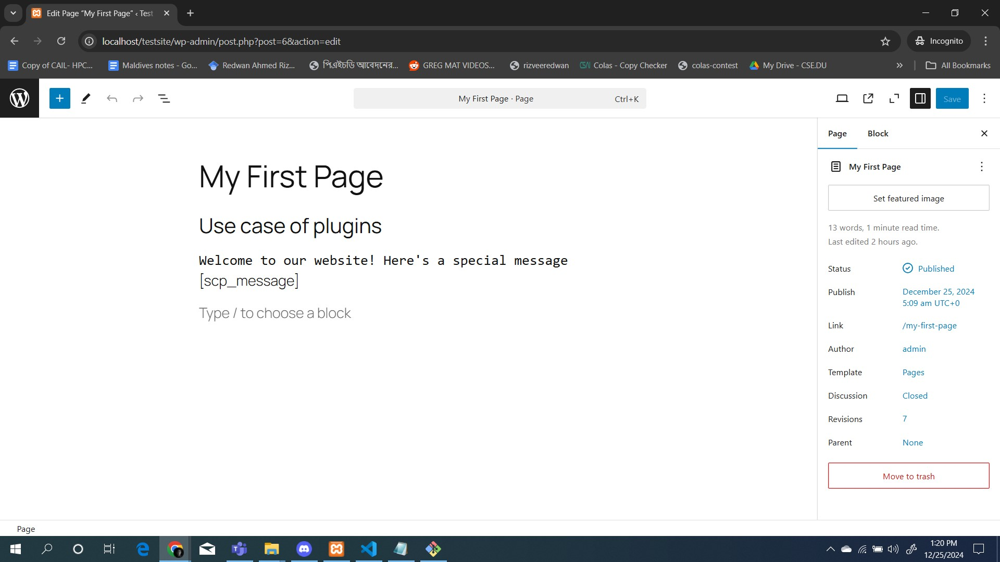 Edit Page “My First Page” ‹ Test
localhost/testsite/wp-admin/post.php?post=6&action=edit
Incognito
Copy of CAIL- HPC...
Maldives notes - Go...
Redwan Ahmed Riz...
পিএইচডি আবেদনের...
GREG MAT VIDEOS...
rizveeredwan
Colas - Copy Checker
colas-contest
My Drive - CSE.DU
All Bookmarks
My First Page · Page
Ctrl+K
Save
My First Page
Use case of plugins
Welcome to our website! Here's a special message
[scp_message]
Type / to choose a block
Page
Block
My First Page
Set featured image
13 words, 1 minute read time.
Last edited 2 hours ago.
Status Published
Publish December 25, 2024
5:09 am UTC+0
Link /my-first-page
Author admin
Template Pages
Discussion Closed
Revisions 7
Parent None
Move to trash
Page
1:20 PM
12/25/2024